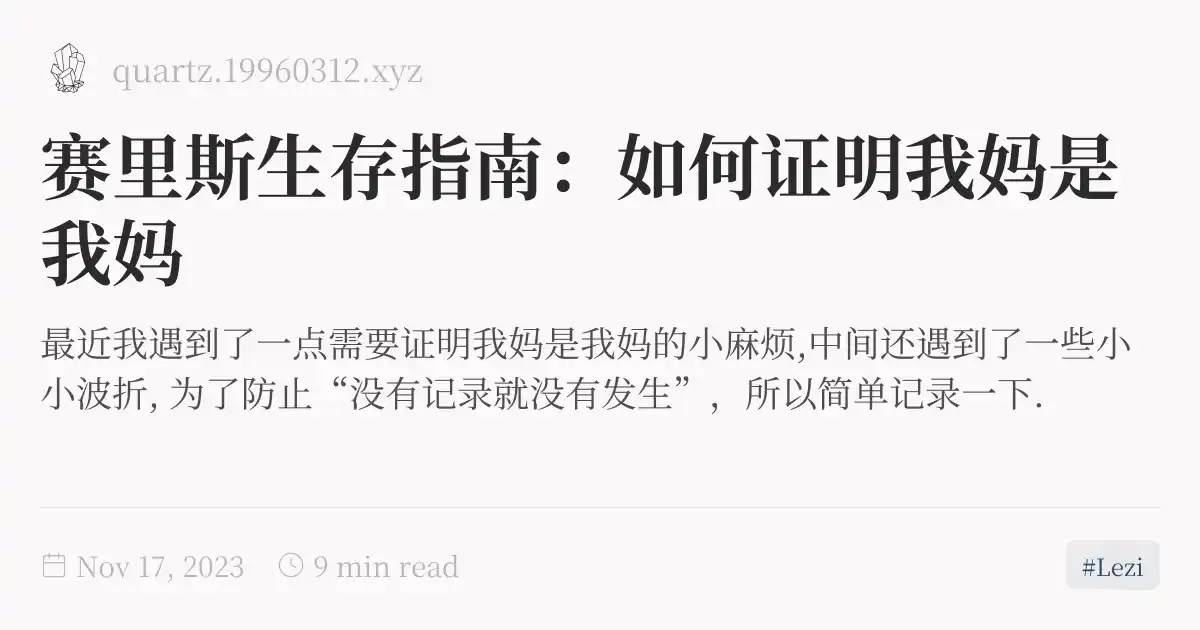 quartz.19960312.xyz
赛里斯生存指南：如何证明我妈是
我妈
最近我遇到了一点需要证明我妈是我妈的小麻烦,中间还遇到了一些小
小波折, 为了防止“没有记录就没有发生”，所以简单记录一下.
Nov 17, 2023 9 min read
#Lezi